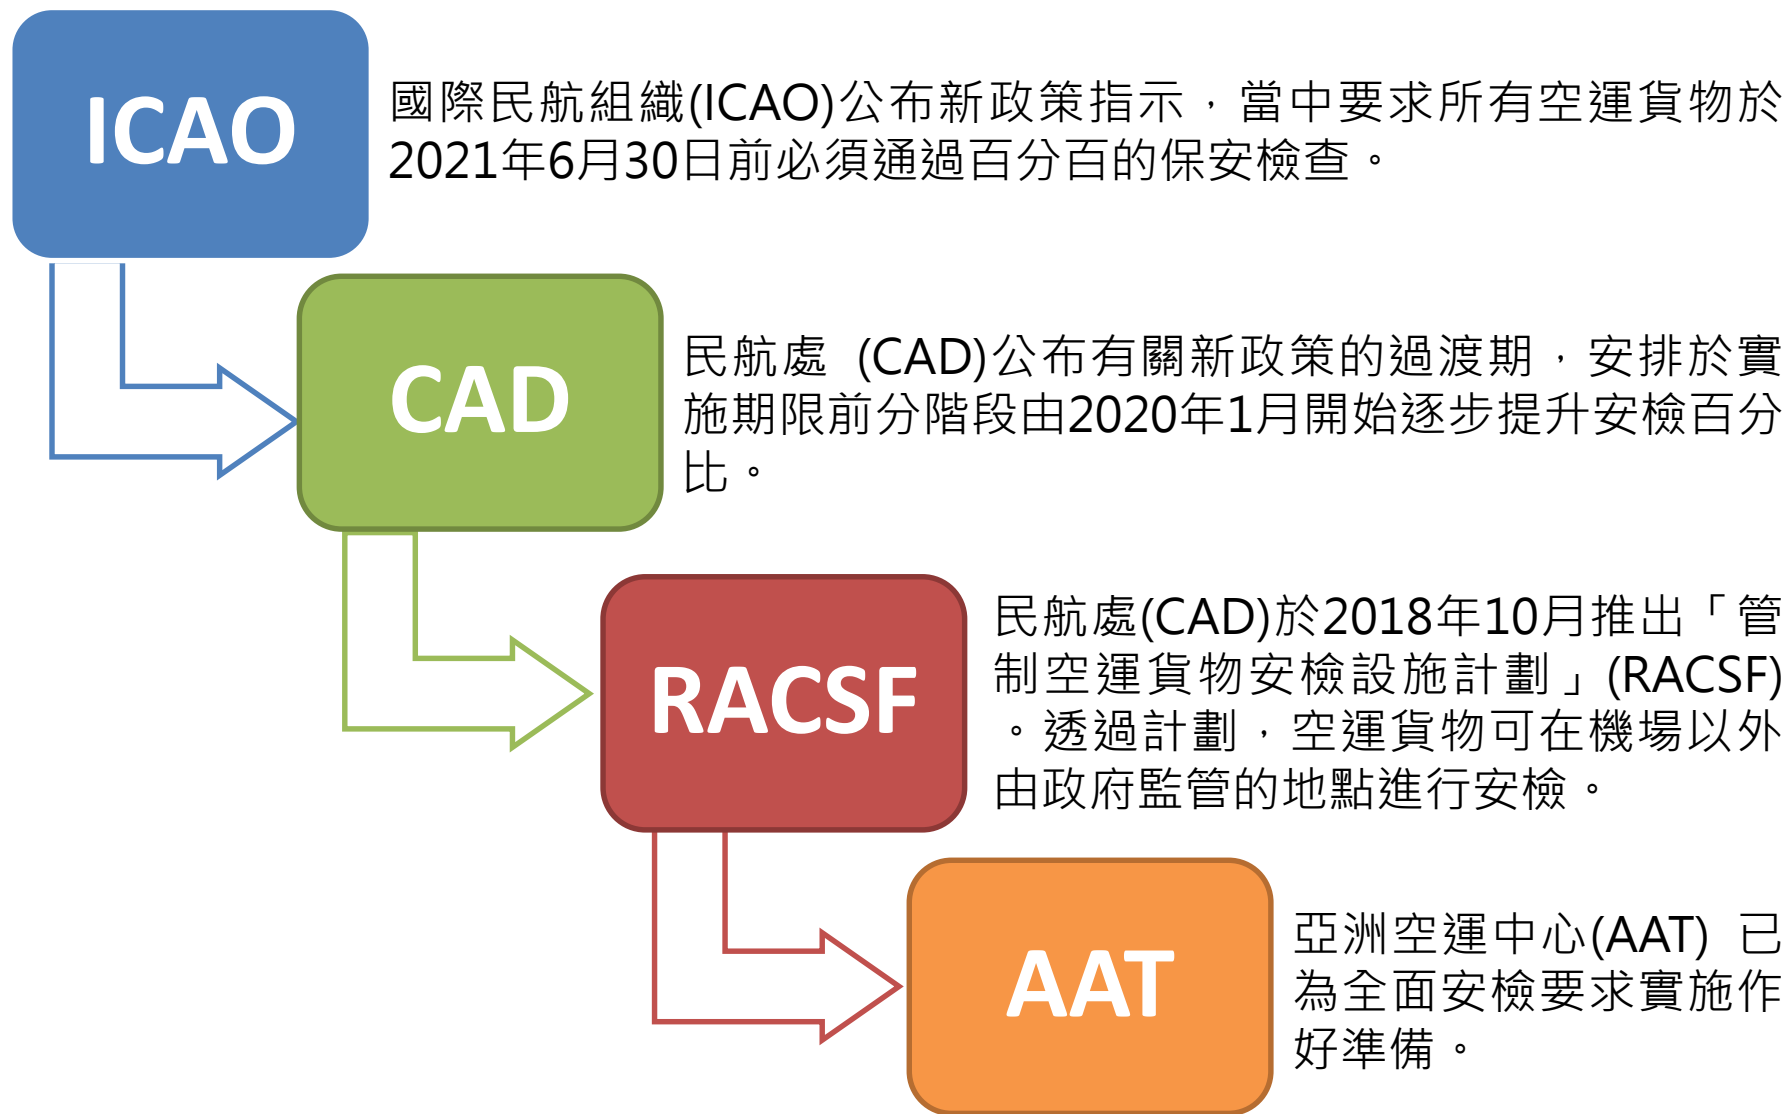 ICAO
國際民航組織(ICAO)公布新政策指示，當中要求所有空運貨物於
2021年6月30日前必須通過百分百的保安檢查。
CAD
民航處 (CAD)公布有關新政策的過渡期，安排於實
施期限前分階段由2020年1月開始逐步提升安檢百分
比。
RACSF
民航處(CAD)於2018年10月推出「管
制空運貨物安檢設施計劃」(RACSF)
。透過計劃，空運貨物可在機場以外
由政府監管的地點進行安檢。
AAT
亞洲空運中心(AAT) 已
為全面安檢要求實施作
好準備。